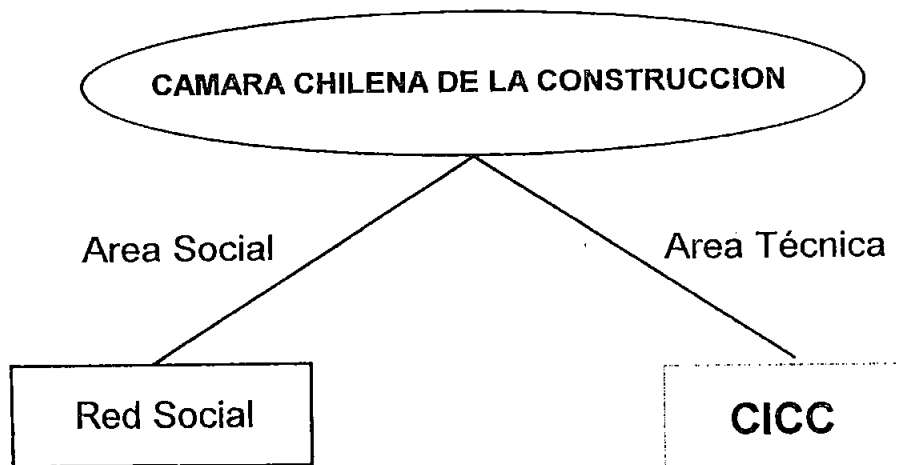 CAMARA CHILENA DE LA CONSTRUCCION
Area Social
Area Técnica
Red Social
CICC